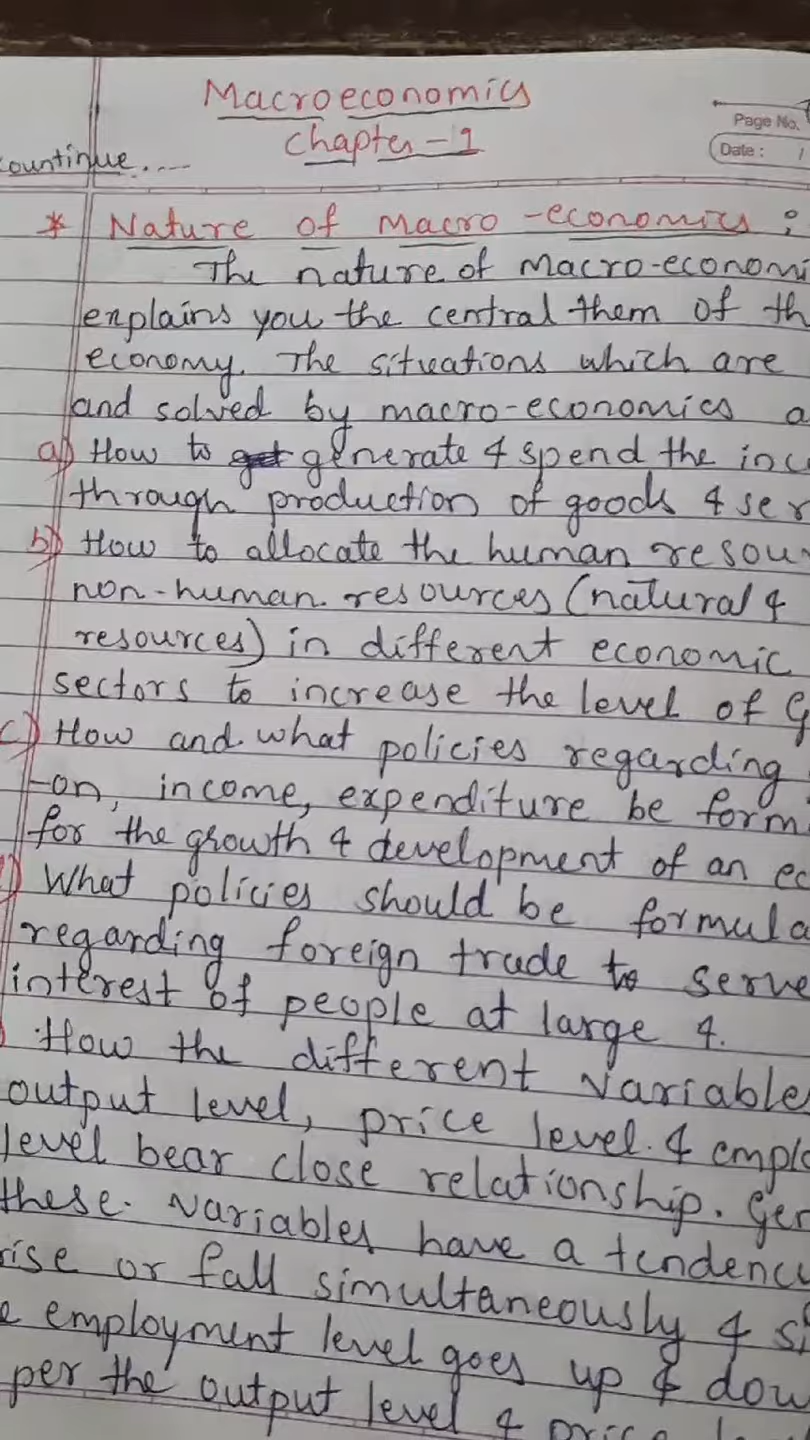 Macroeconomics
Chapter-1
Page No.
countinue....
Date: /
* Nature of Macro-economics:
The nature of macro-economi
explains you the central them of th
economy. The situations which are
and solved by macro-economics a
a) How to generate & spend the inc
through production of goods & ser
b) How to allocate the human resou
non-human resources (natural &
resources) in different economic
sectors to increase the level of G
c) How and what policies regarding
-on, income, expenditure be form
for the growth & development of an ec
) What policies should be formula
regarding foreign trade to serve
interest of people at large &.
) How the different variable
output level, price level. & emplo
level bear close relationship. Gen
these. variables have a tendency
rise or fall simultaneously & si
e employment level goes up & dow
per the output level & price l